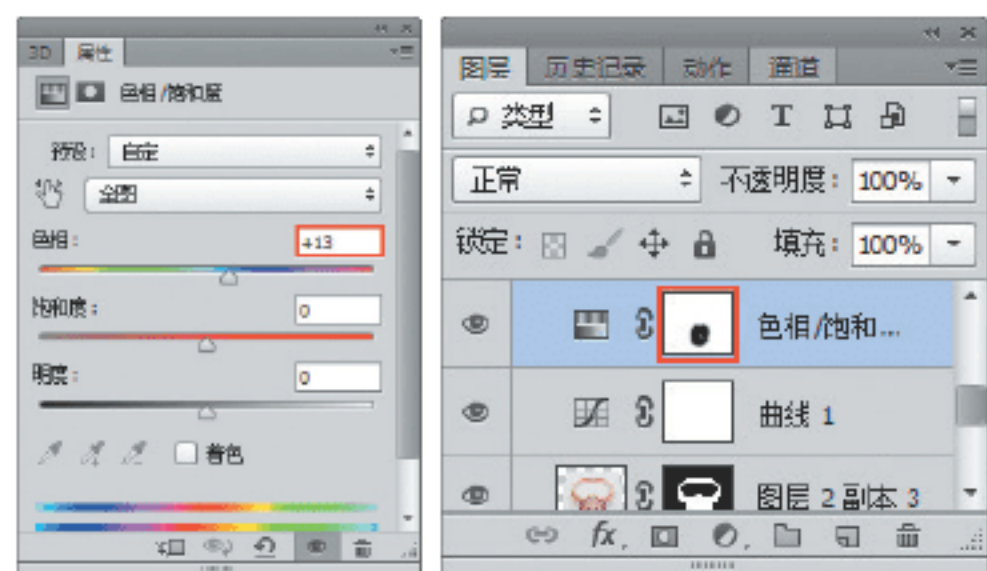 3D 属性
色相/饱和度
预设: 自定
全图
色相:
+13
饱和度:
0
明度:
0
着色
图层 历史记录 动作 通道
类型
T
正常 不透明度: 100%
锁定: 填充: 100%
色相/饱和...
曲线 1
图层 2 副本 3
fx